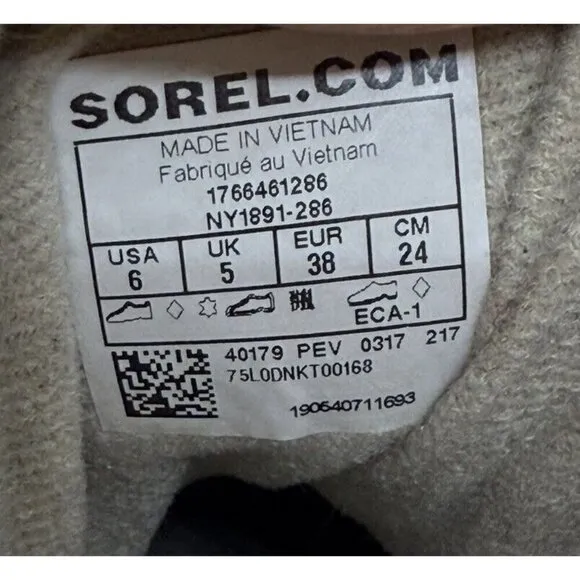 SOREL.COM
MADE IN VIETNAM
Fabriqué au Vietnam
1766461286
NY1891-286
USA UK EUR CM
6 5 38 24
ECA-1
40179 PEV 0317 217
75L0DNKT00168
190540711693